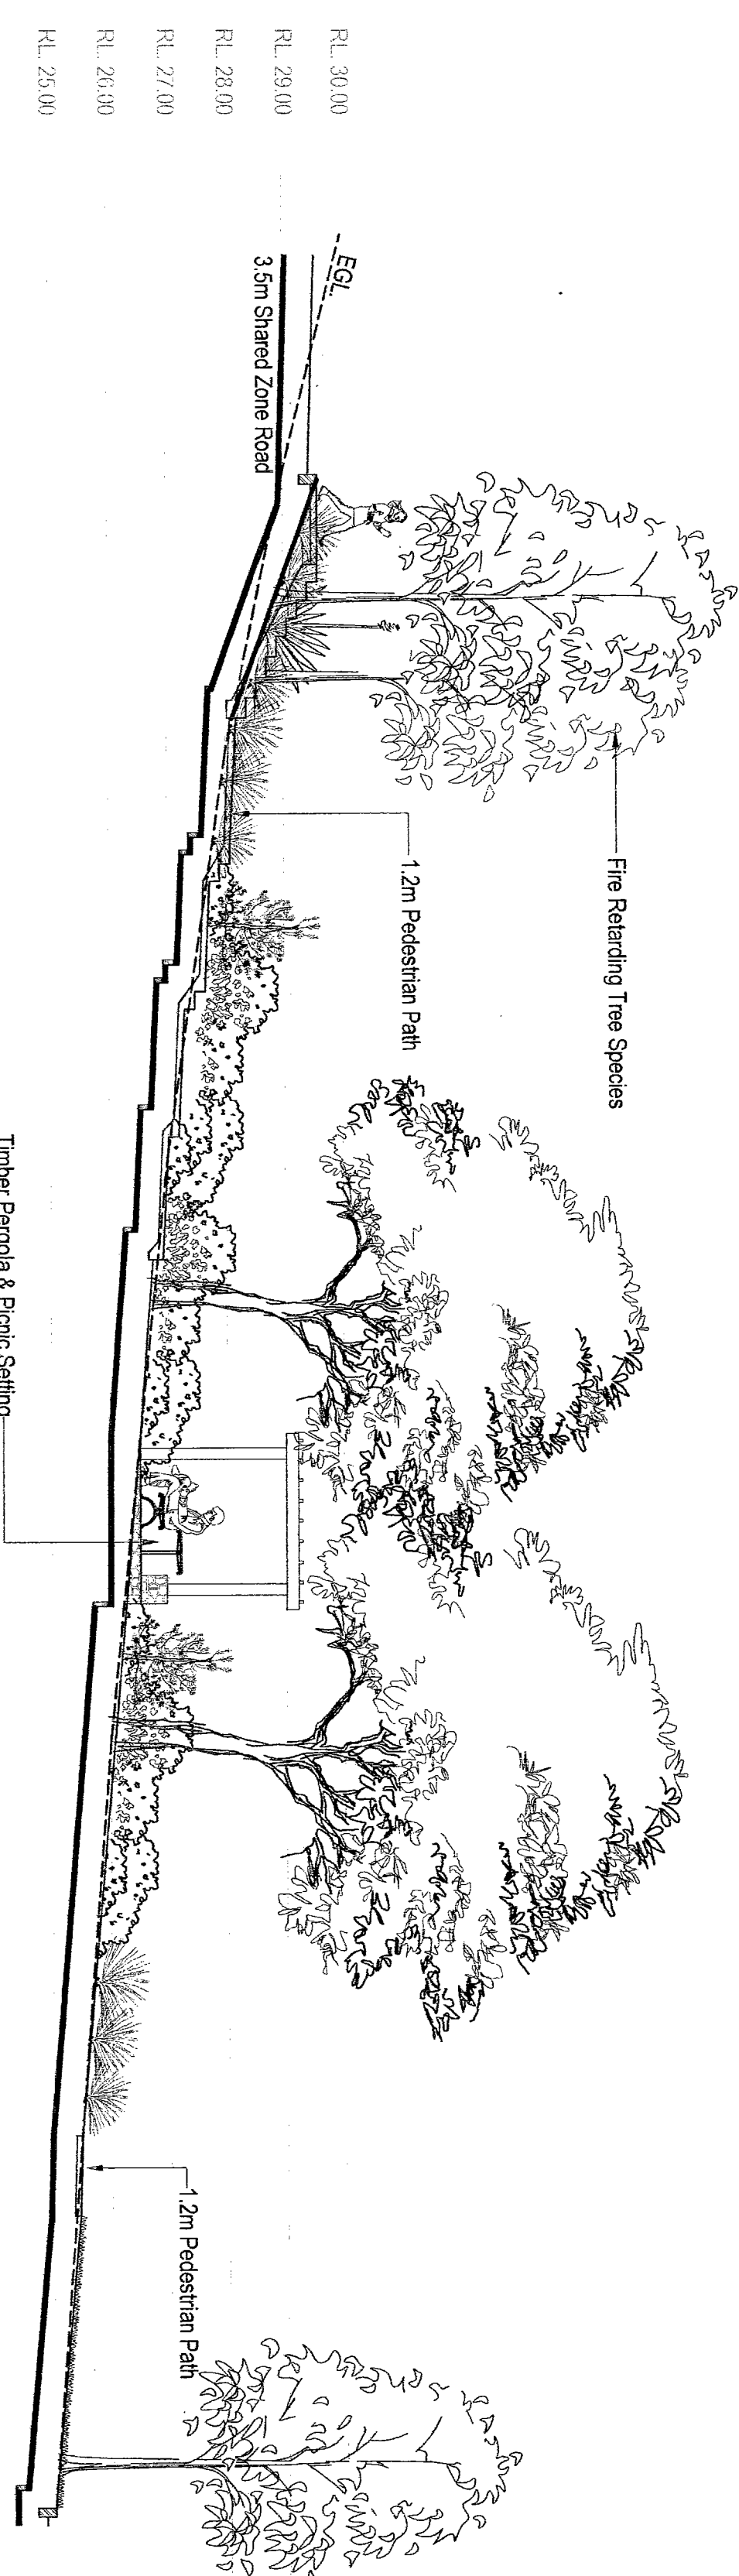 RL. 30.00
RL. 29.00
RL. 28.00
RL. 27.00
RL. 26.00
RL. 25.00
EGL.
3.5m Shared Zone Road
Fire Retarding Tree Species
1.2m Pedestrian Path
Timber Pergola & Picnic Setting
1.2m Pedestrian Path